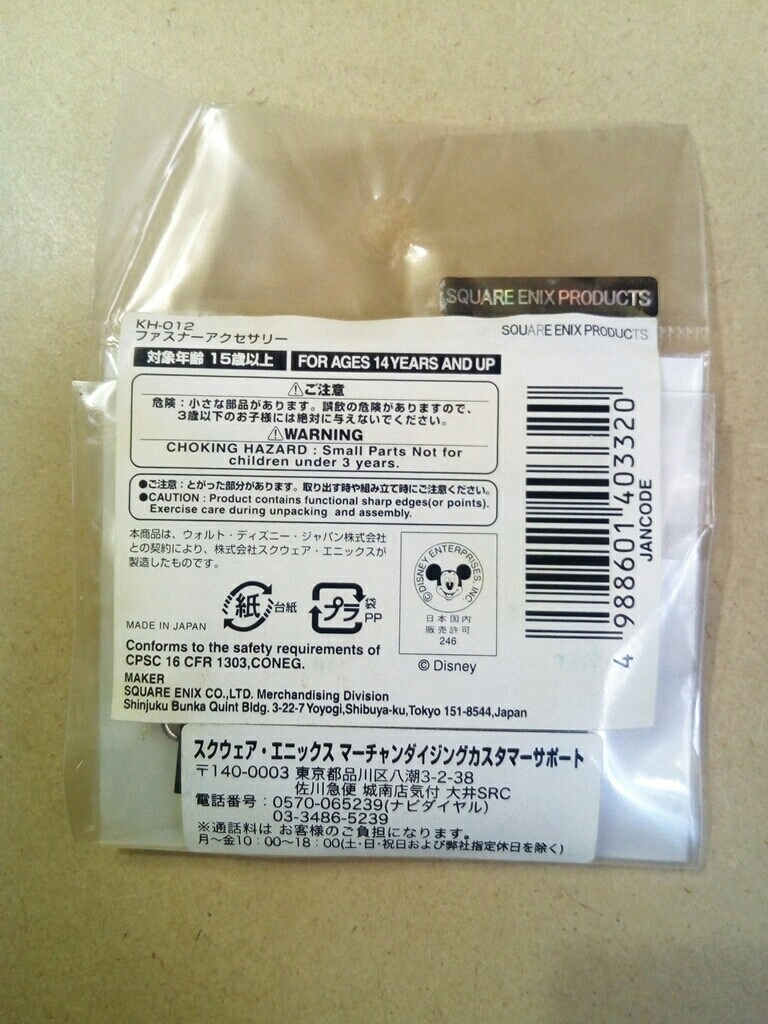 SQUARE ENIX PRODUCTS
KH-012
ファスナーアクセサリー
SQUARE ENIX PRODUCTS
対象年齢 15歳以上
FOR AGES 14 YEARS AND UP
⚠ご注意
危険：小さな部品があります。誤飲の危険がありますので、
3歳以下のお子様には絶対に与えないでください。
⚠WARNING
CHOKING HAZARD : Small Parts Not for
children under 3 years.
●ご注意：とがった部分があります。取り出す時や組み立て時にご注意ください。
●CAUTION : Product contains functional sharp edges(or points).
Exercise care during unpacking and assembly.
本商品は、ウォルト・ディズニー・ジャパン株式会社
との契約により、株式会社スクウェア・エニックスが
製造したものです。
MADE IN JAPAN
紙 台紙
プラ 袋 PP
©DISNEY ENTERPRISES INC.
日本国内
販売許可
246
© Disney
4 988601 403320
JANCODE
Conforms to the safety requirements of
CPSC 16 CFR 1303,CONEG.
MAKER
SQUARE ENIX CO.,LTD. Merchandising Division
Shinjuku Bunka Quint Bldg. 3-22-7 Yoyogi,Shibuya-ku,Tokyo 151-8544,Japan
スクウェア・エニックス マーチャンダイジングカスタマーサポート
〒140-0003 東京都品川区八潮3-2-38
佐川急便 城南店気付 大井SRC
電話番号：0570-065239(ナビダイヤル)
03-3486-5239
※通話料は お客様のご負担になります。
月～金10：00～18：00(土・日・祝日および弊社指定休日を除く)